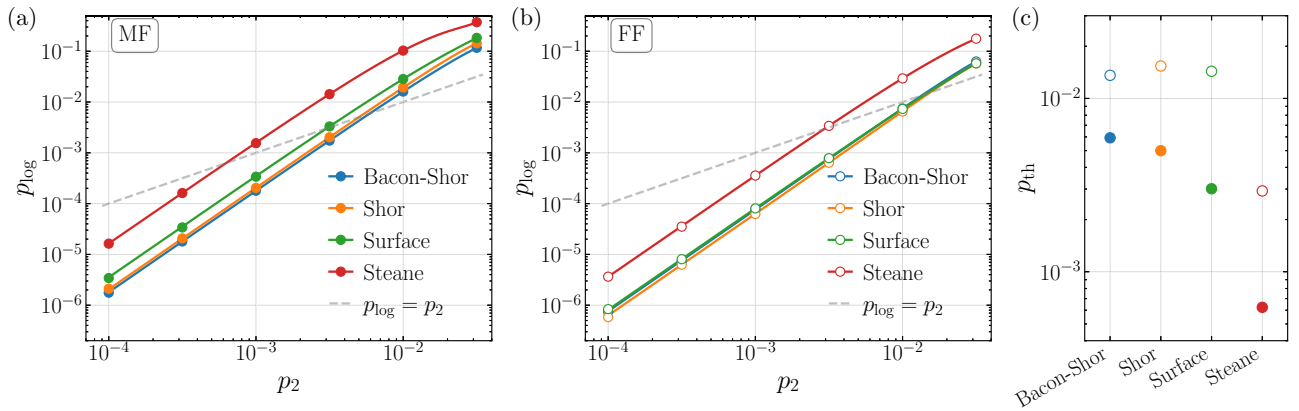 (a)
MF
p_log
10^{-1}
10^{-2}
10^{-3}
10^{-4}
10^{-5}
10^{-6}
Bacon-Shor
Shor
Surface
Steane
p_log = p_2
10^{-4}
10^{-3}
10^{-2}
p_2
(b)
FF
p_log
10^{-1}
10^{-2}
10^{-3}
10^{-4}
10^{-5}
10^{-6}
Bacon-Shor
Shor
Surface
Steane
p_log = p_2
10^{-4}
10^{-3}
10^{-2}
p_2
(c)
p_th
10^{-2}
10^{-3}
Bacon-Shor
Shor
Surface
Steane